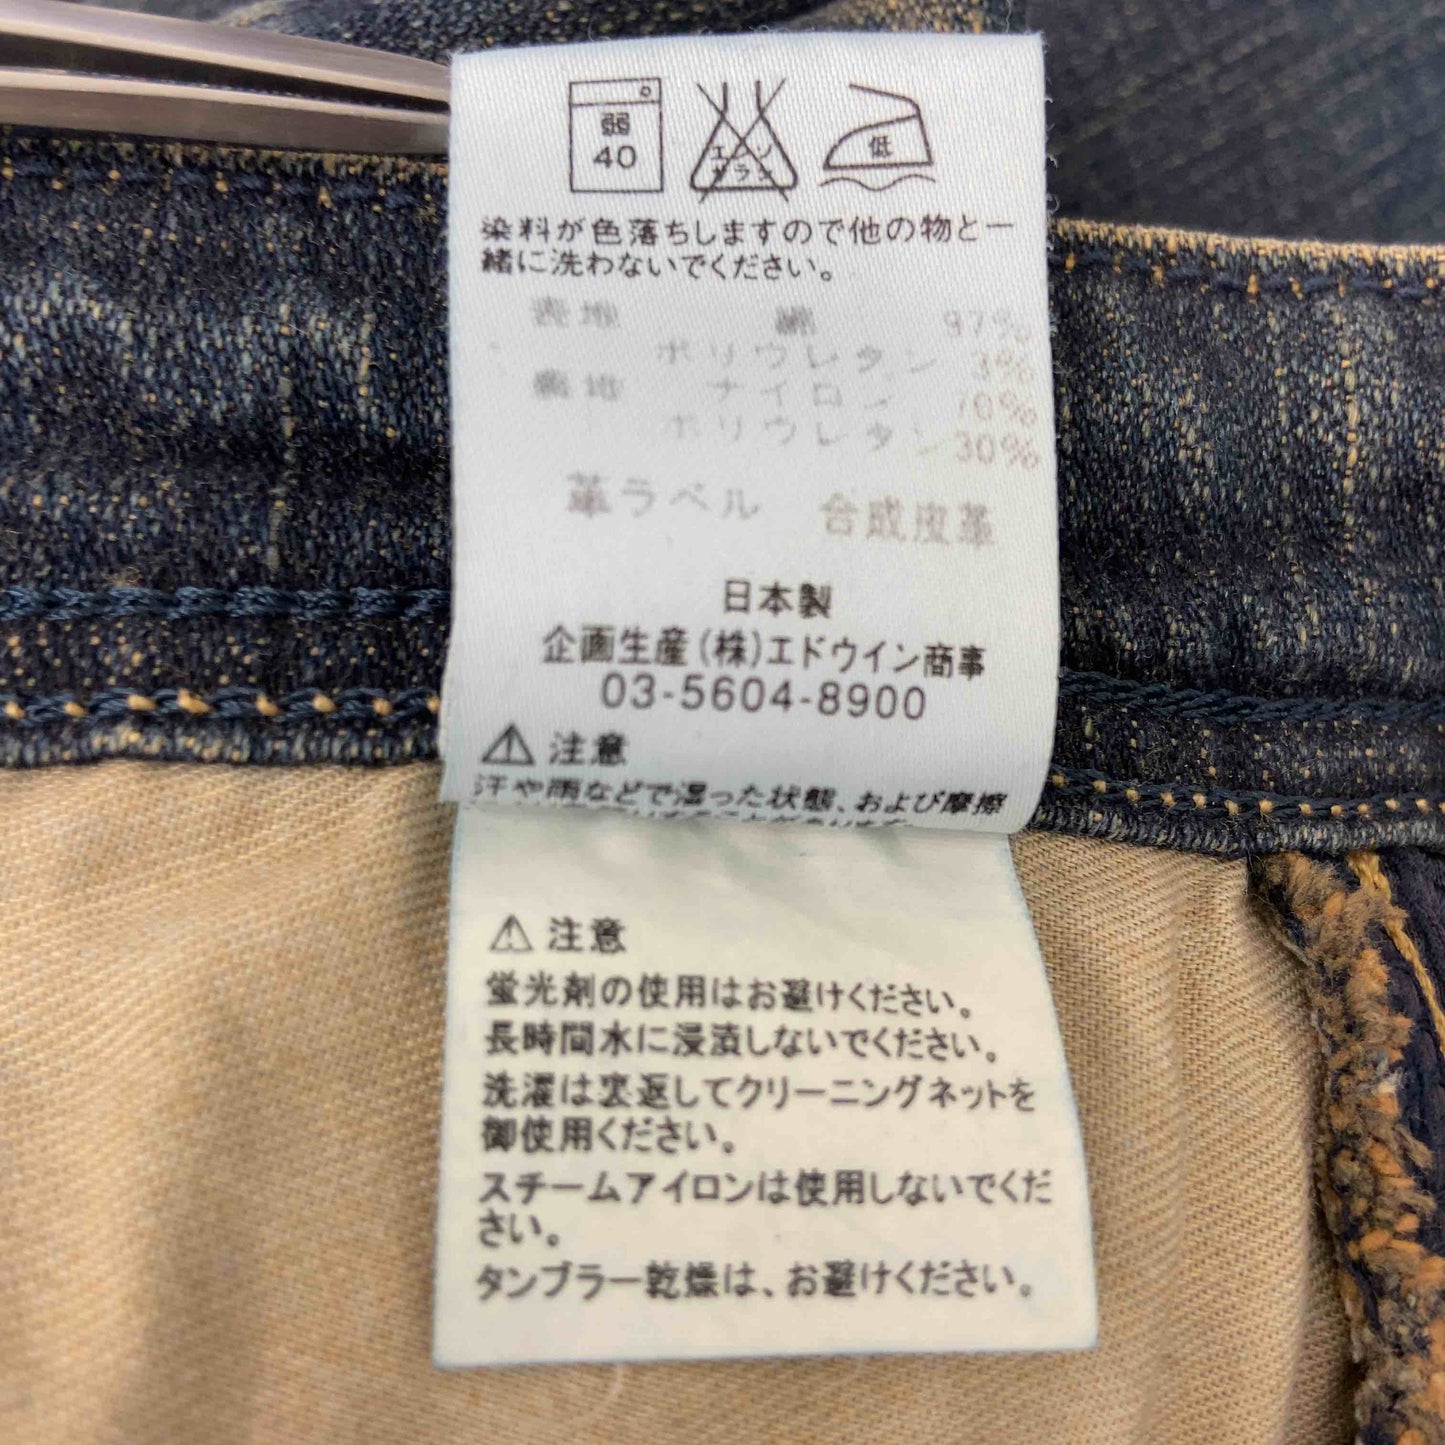 弱
40
エンソ
サラシ
低
染料が色落ちしますので他の物と一
緒に洗わないでください。
表地 綿 97%
ポリウレタン 3%
裏地 ナイロン 70%
ポリウレタン 30%
革ラベル 合成皮革
日本製
企画生産(株)エドウイン商事
03-5604-8900
注意
汗や雨などで湿った状態、および摩擦
注意
蛍光剤の使用はお避けください。
長時間水に浸漬しないでください。
洗濯は裏返してクリーニングネットを
御使用ください。
スチームアイロンは使用しないでくだ
さい。
タンブラー乾燥は、お避けください。